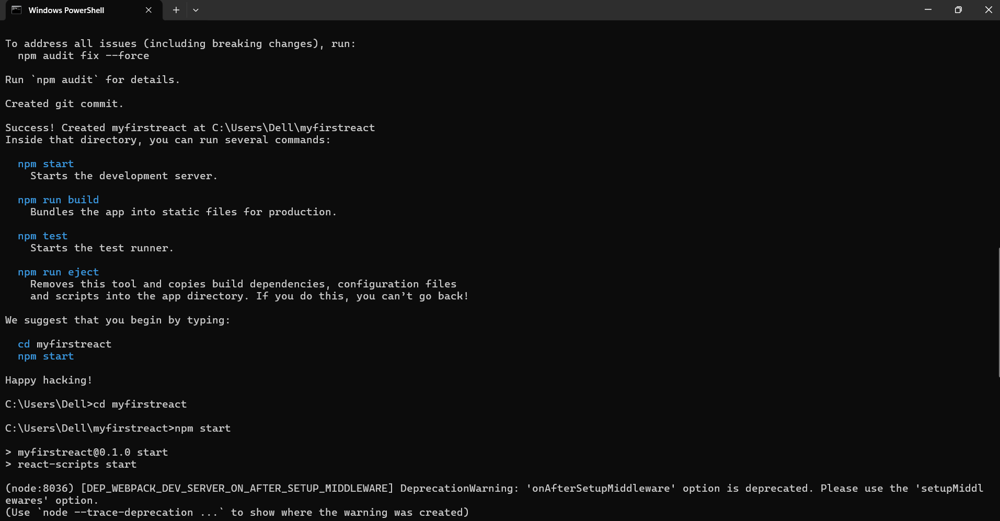 Windows PowerShell
To address all issues (including breaking changes), run:
  npm audit fix --force
Run `npm audit` for details.
Created git commit.
Success! Created myfirstreact at C:\Users\Dell\myfirstreact
Inside that directory, you can run several commands:
  npm start
    Starts the development server.
  npm run build
    Bundles the app into static files for production.
  npm test
    Starts the test runner.
  npm run eject
    Removes this tool and copies build dependencies, configuration files
    and scripts into the app directory. If you do this, you can’t go back!
We suggest that you begin by typing:
  cd myfirstreact
  npm start
Happy hacking!
C:\Users\Dell>cd myfirstreact
C:\Users\Dell\myfirstreact>npm start
> myfirstreact@0.1.0 start
> react-scripts start
(node:8036) [DEP_WEBPACK_DEV_SERVER_ON_AFTER_SETUP_MIDDLEWARE] DeprecationWarning: 'onAfterSetupMiddleware' option is deprecated. Please use the 'setupMiddl
ewares' option.
(Use `node --trace-deprecation ...` to show where the warning was created)